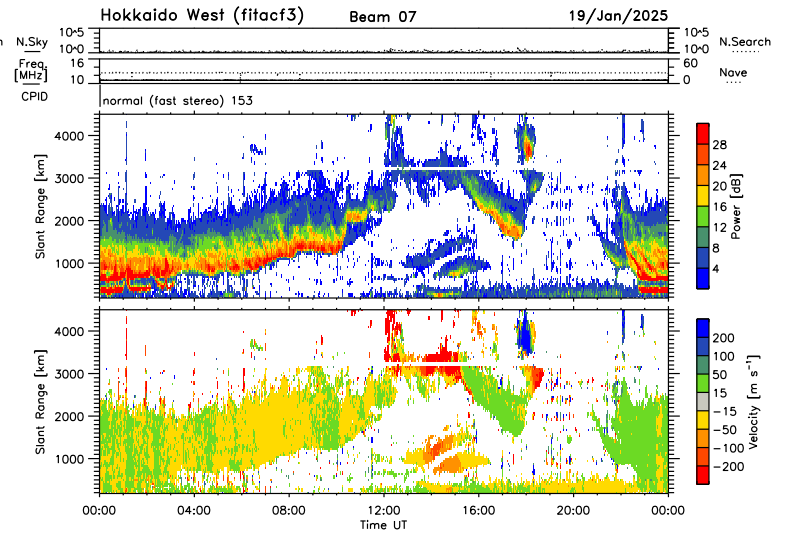 Hokkaido West (fitacf3) Beam 07 19/Jan/2025
N.Sky 10^5 10^0 10^5 10^0 N.Search
Freq. [MHz] 16 10 60 0 Nave
CPID normal (fast stereo) 153
Slant Range [km] 4000 3000 2000 1000
28 24 20 16 12 8 4 Power [dB]
Slant Range [km] 4000 3000 2000 1000
200 100 50 15 -15 -50 -100 -200 Velocity [m s⁻¹]
00:00 04:00 08:00 12:00 16:00 20:00 00:00
Time UT